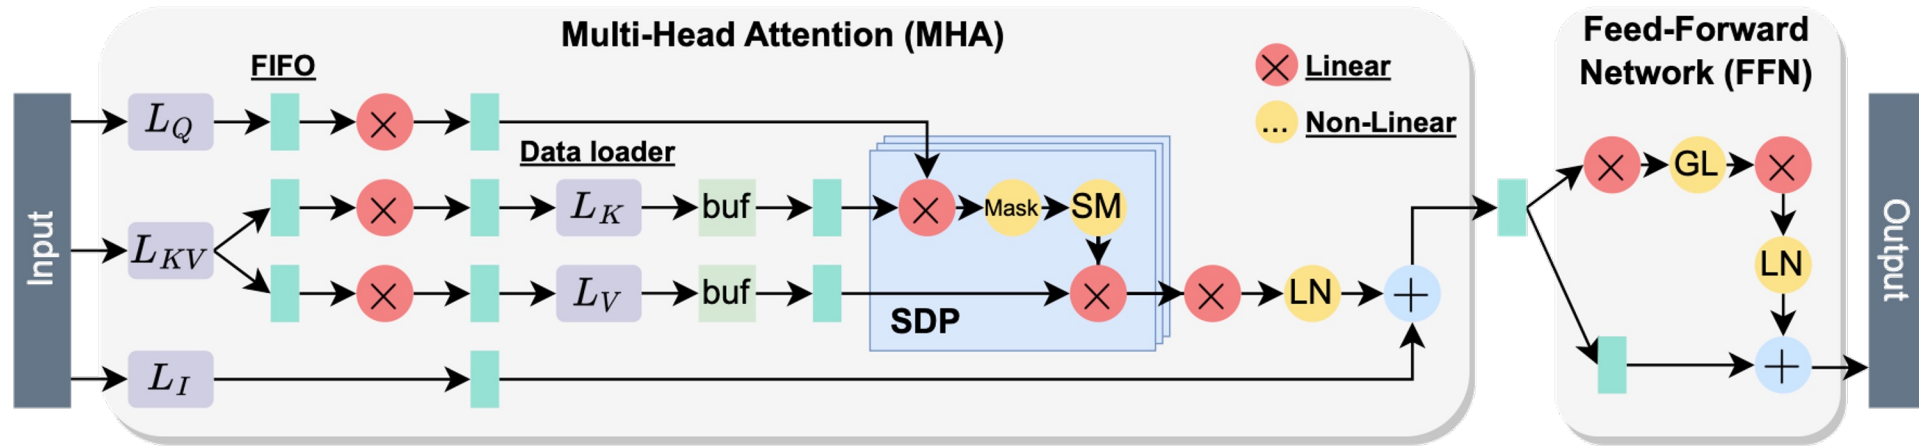 Multi-Head Attention (MHA)
Feed-Forward
Network (FFN)
FIFO
× Linear
... Non-Linear
Input
L_Q
×
Data loader
L_KV
×
L_K
buf
×
Mask
SM
×
L_V
buf
SDP
×
×
LN
+
L_I
×
GL
×
LN
+
Output